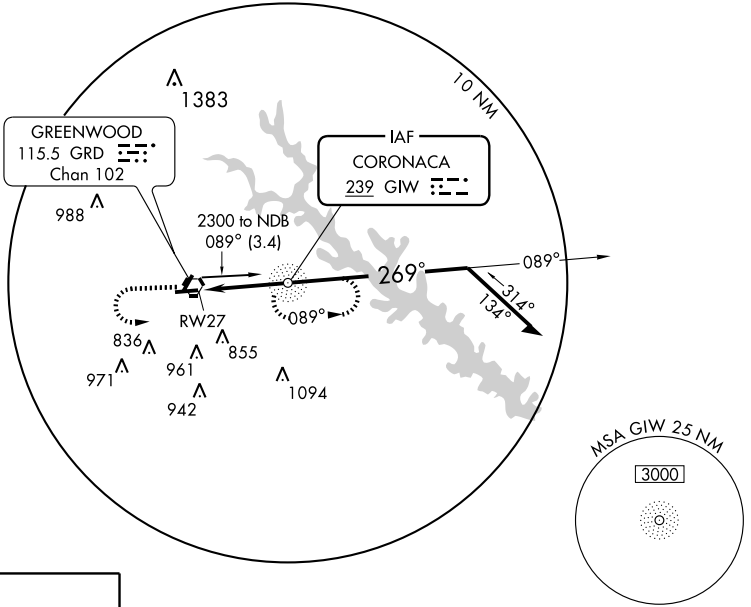 10 NM
1383
GREENWOOD
115.5 GRD
Chan 102
IAF
CORONACA
239 GIW
988
2300 to NDB
089° (3.4)
269°
089°
314°
134°
089°
RW27
836
855
971
961
942
1094
MSA GIW 25 NM
3000